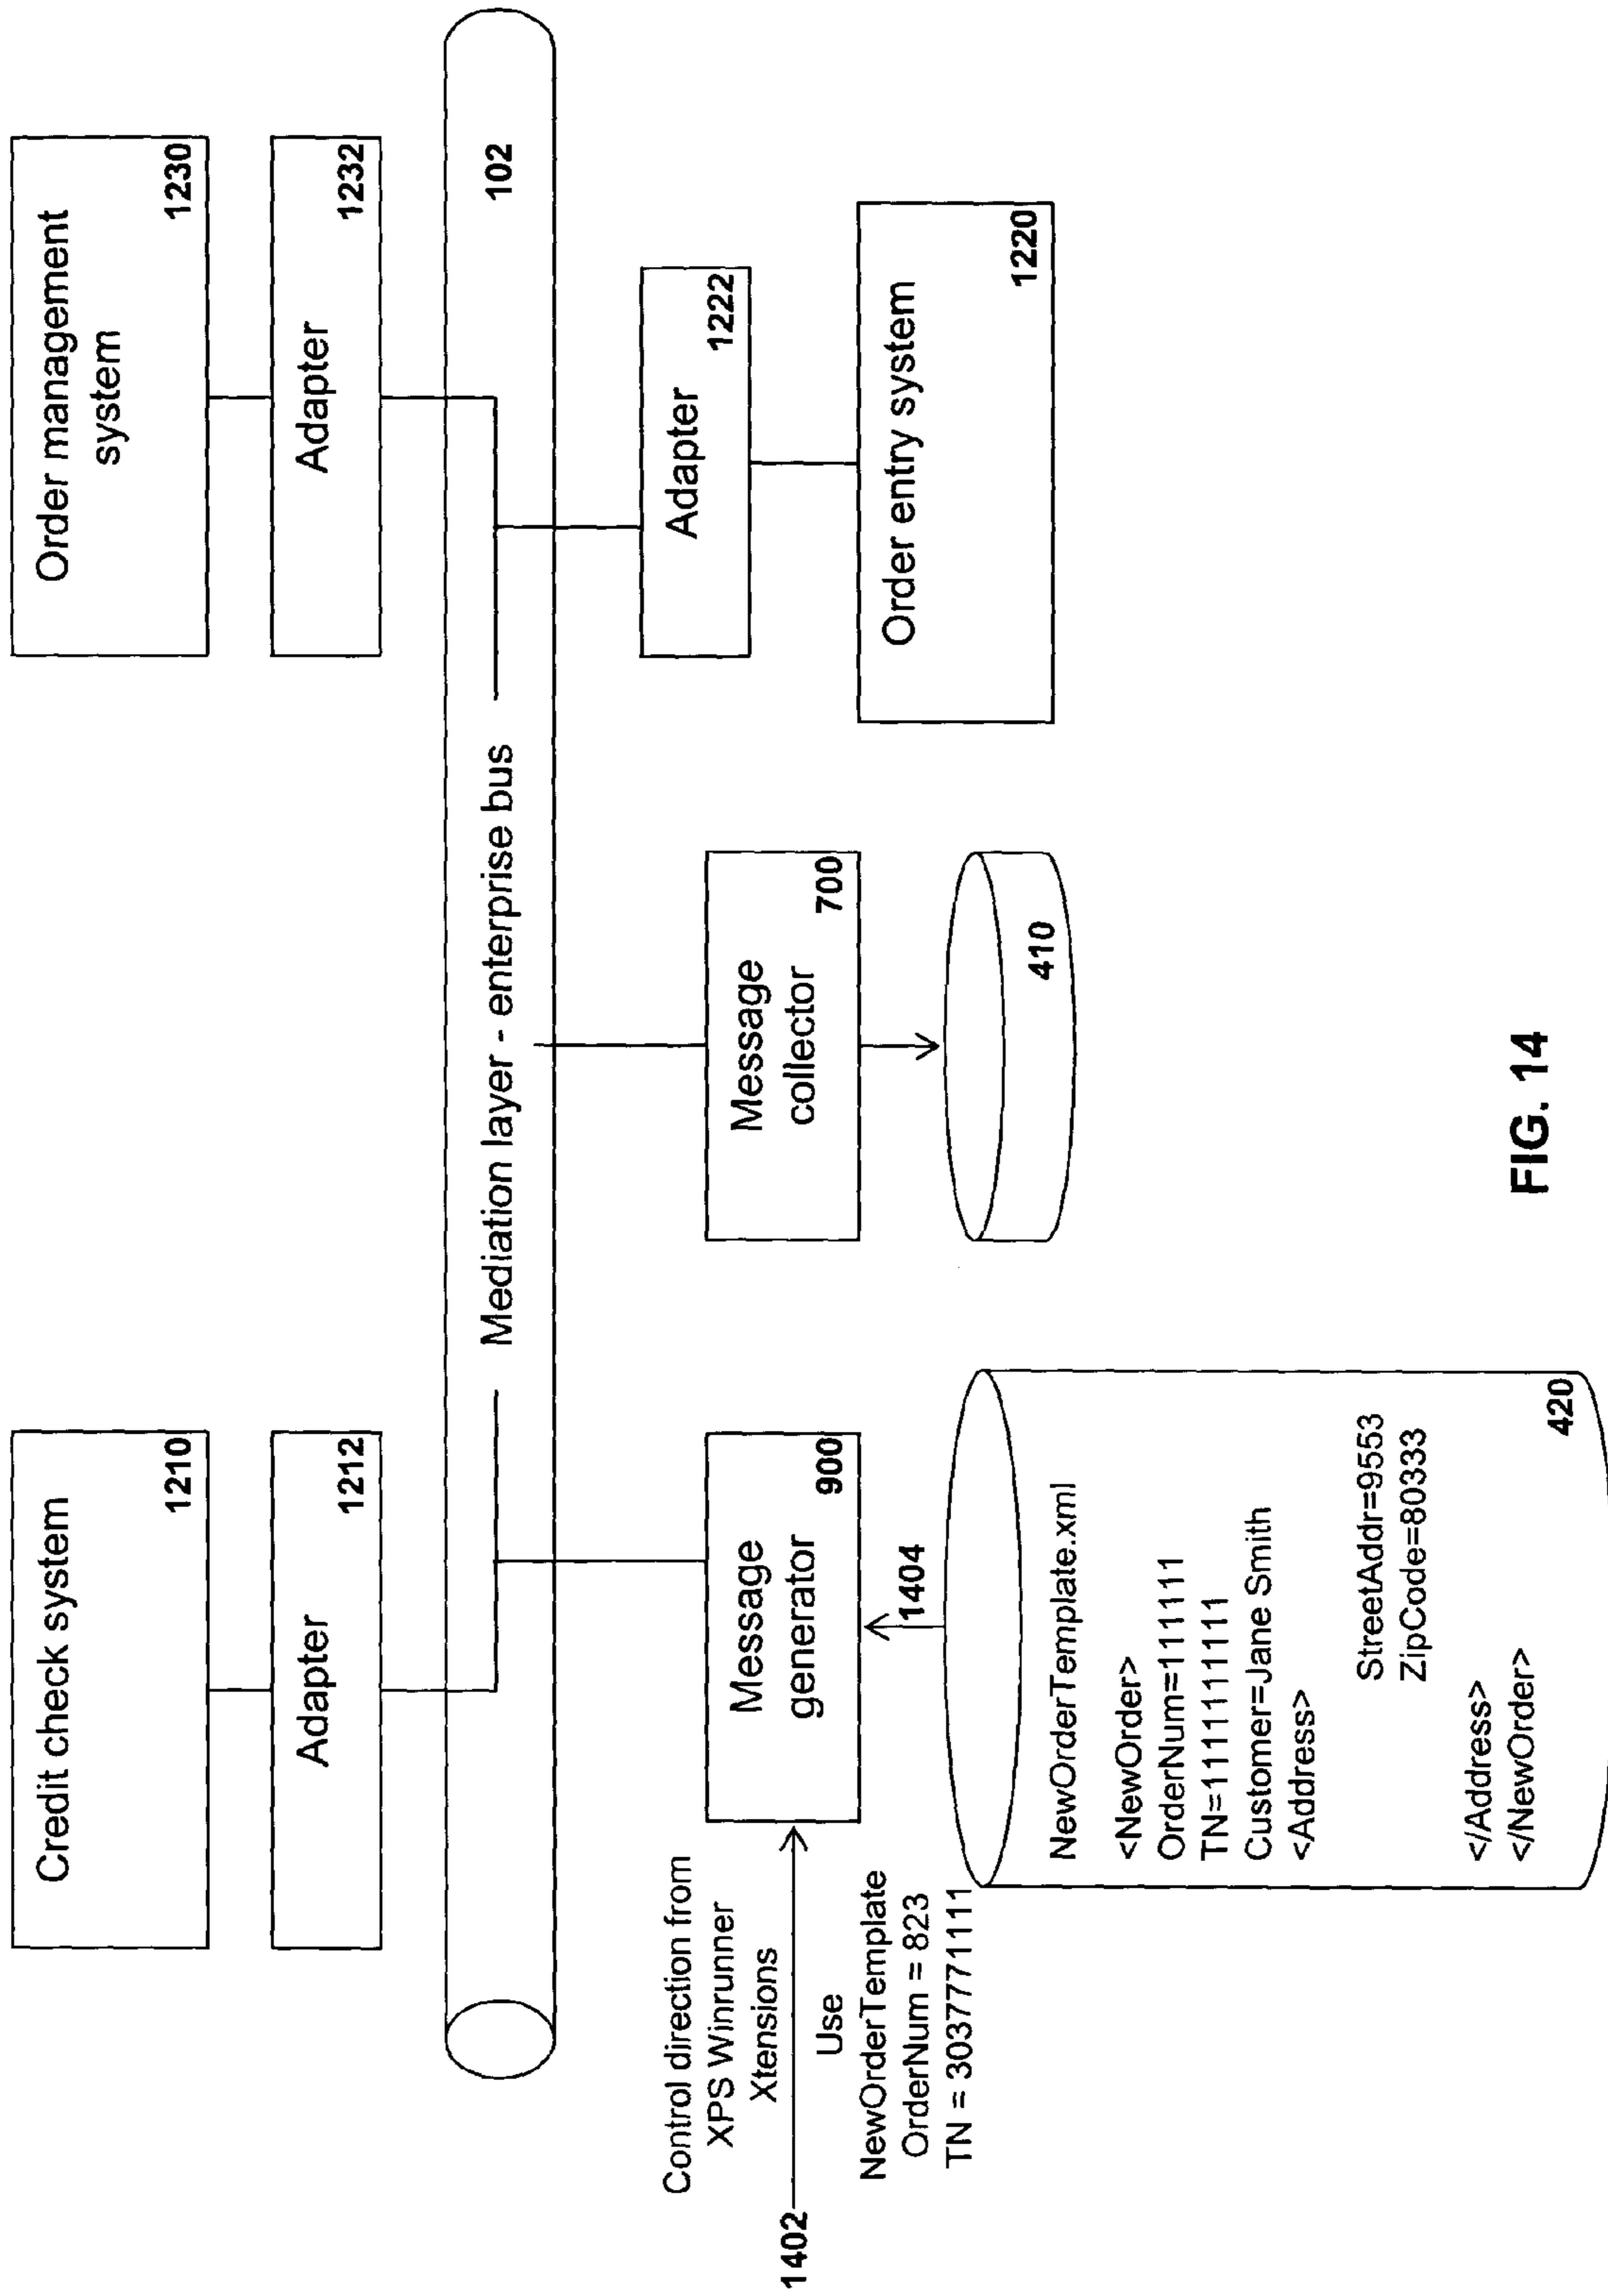 Credit check system
1210
Adapter
1212
Order management
system
1230
Adapter
1232
Mediation layer - enterprise bus
102
Control direction from
XPS Winrunner
Xtensions
1402
Use
NewOrderTemplate
OrderNum = 823
TN = 3037771111
Message
generator
900
1404
NewOrderTemplate.xml
<NewOrder>
OrderNum=111111
TN=1111111111
Customer=Jane Smith
<Address>
StreetAddr=9553
ZipCode=80333
</Address>
</NewOrder>
420
Message
collector
700
410
Adapter
1222
Order entry system
1220
FIG. 14